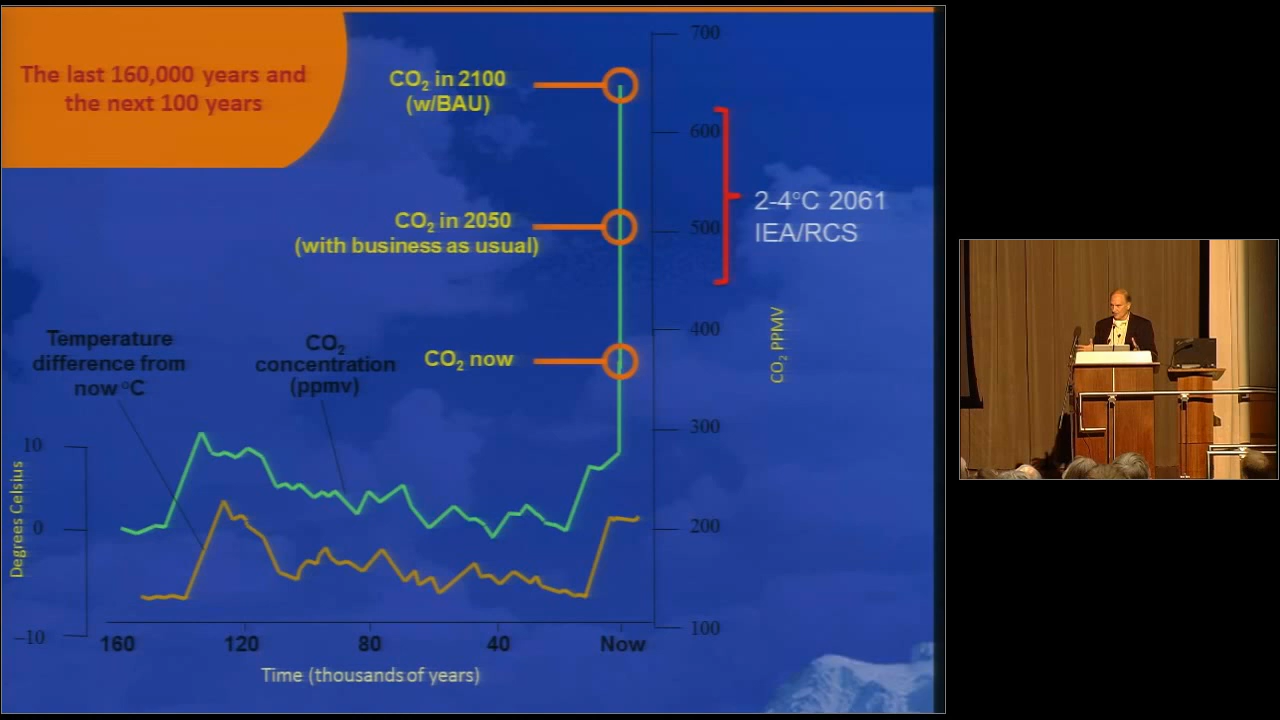 The last 160,000 years and
the next 100 years
CO₂ in 2100
(w/BAU)
CO₂ in 2050
(with business as usual)
CO₂ now
Temperature
difference from
now °C
CO₂
concentration
(ppmv)
700
600
500
400
300
200
100
2-4°C 2061
IEA/RCS
CO₂ PPMV
10
0
–10
Degrees Celsius
160
120
80
40
Now
Time (thousands of years)